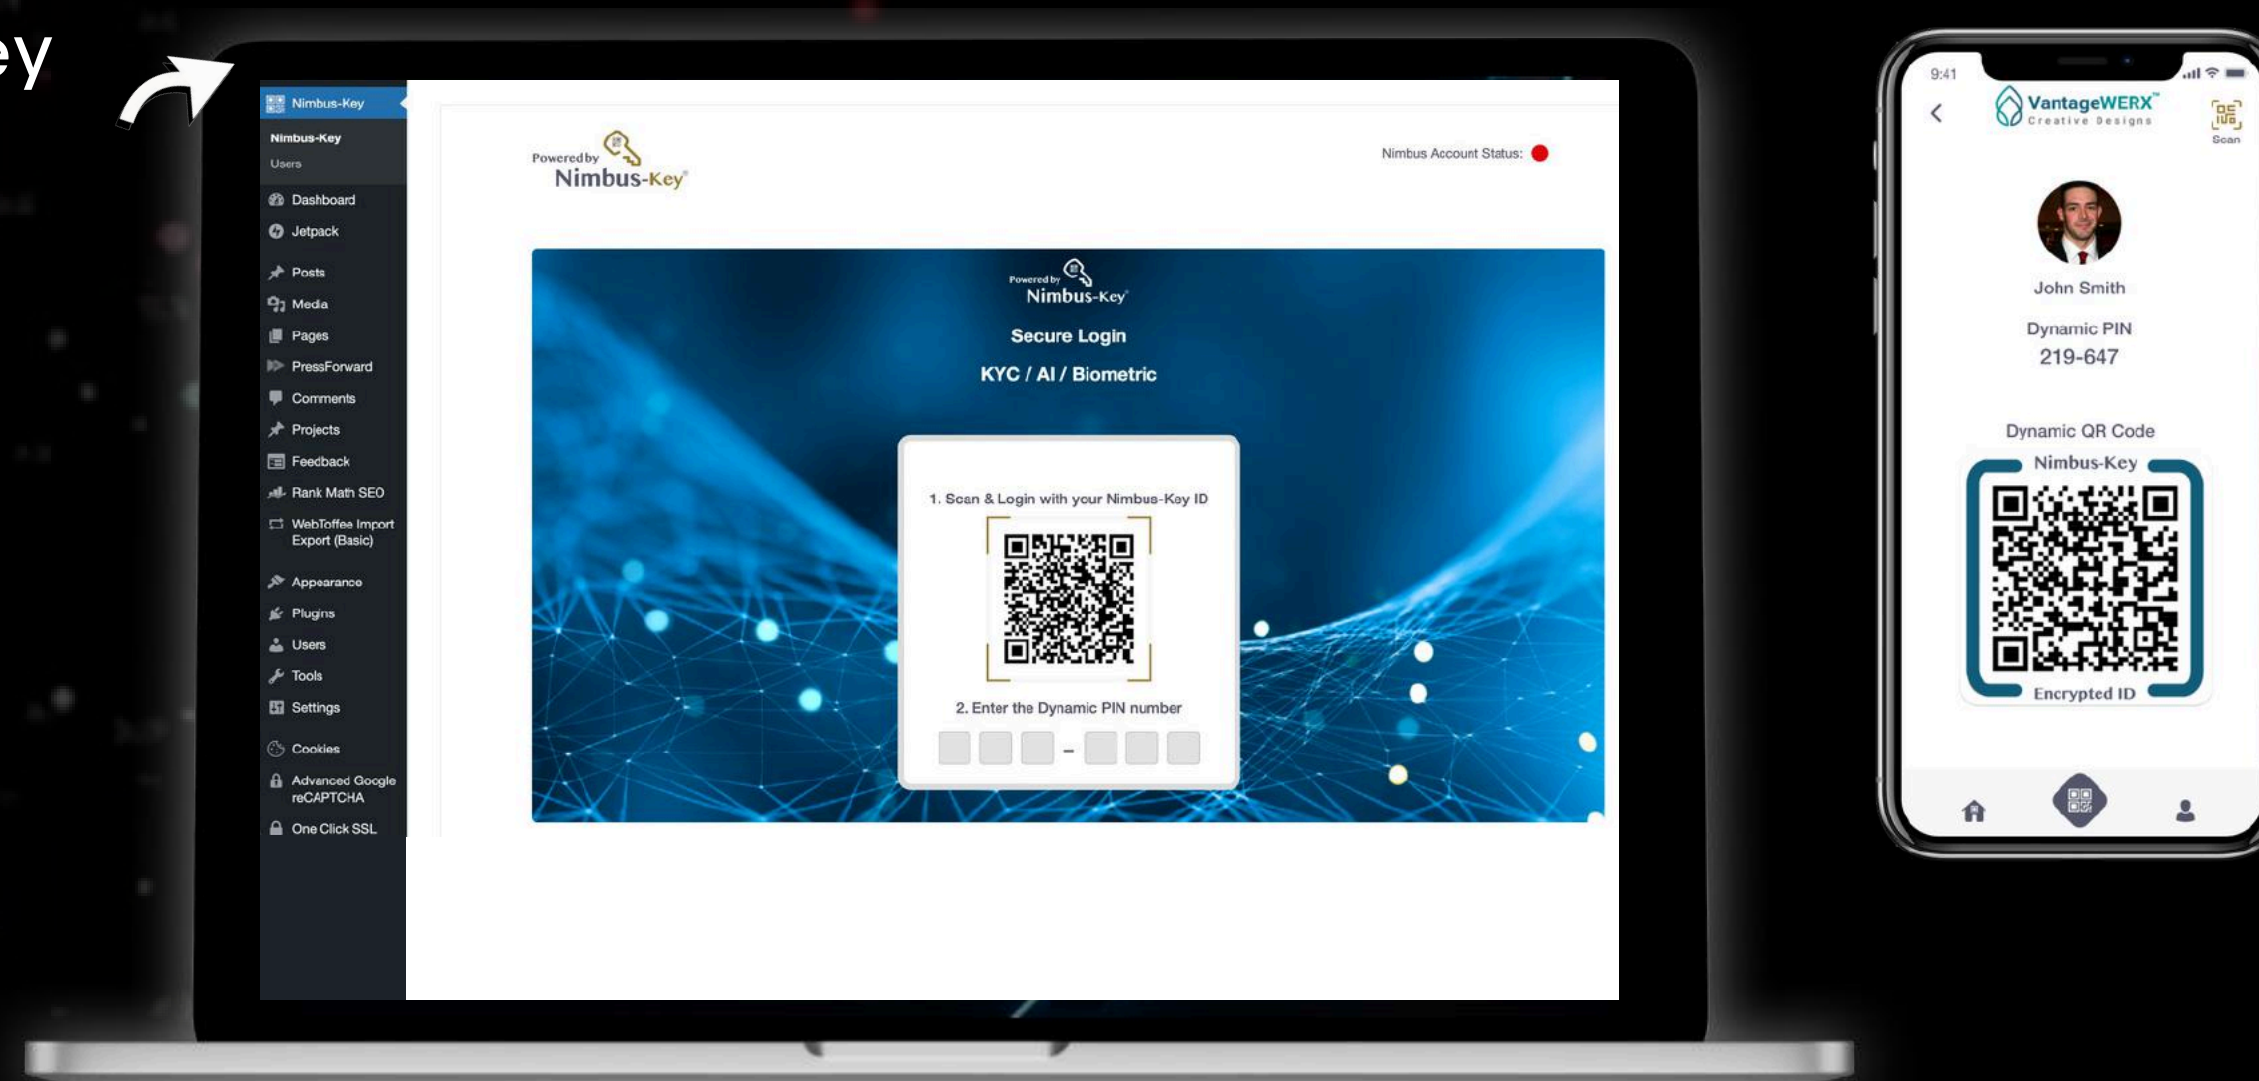 ey
Nimbus-Key
Nimbus-Key
Users
Dashboard
Jetpack
Posts
Media
Pages
PressForward
Comments
Projects
Feedback
Rank Math SEO
WebToffee Import
Export (Basic)
Appearance
Plugins
Users
Tools
Settings
Cookies
Advanced Google
reCAPTCHA
One Click SSL
Powered by
Nimbus-Key®
Nimbus Account Status:
Powered by
Nimbus-Key®
Secure Login
KYC / AI / Biometric
1. Scan & Login with your Nimbus-Key ID
2. Enter the Dynamic PIN number
–
9:41
VantageWERX™
Creative Designs
Scan
John Smith
Dynamic PIN
219-647
Dynamic QR Code
Nimbus-Key
Encrypted ID